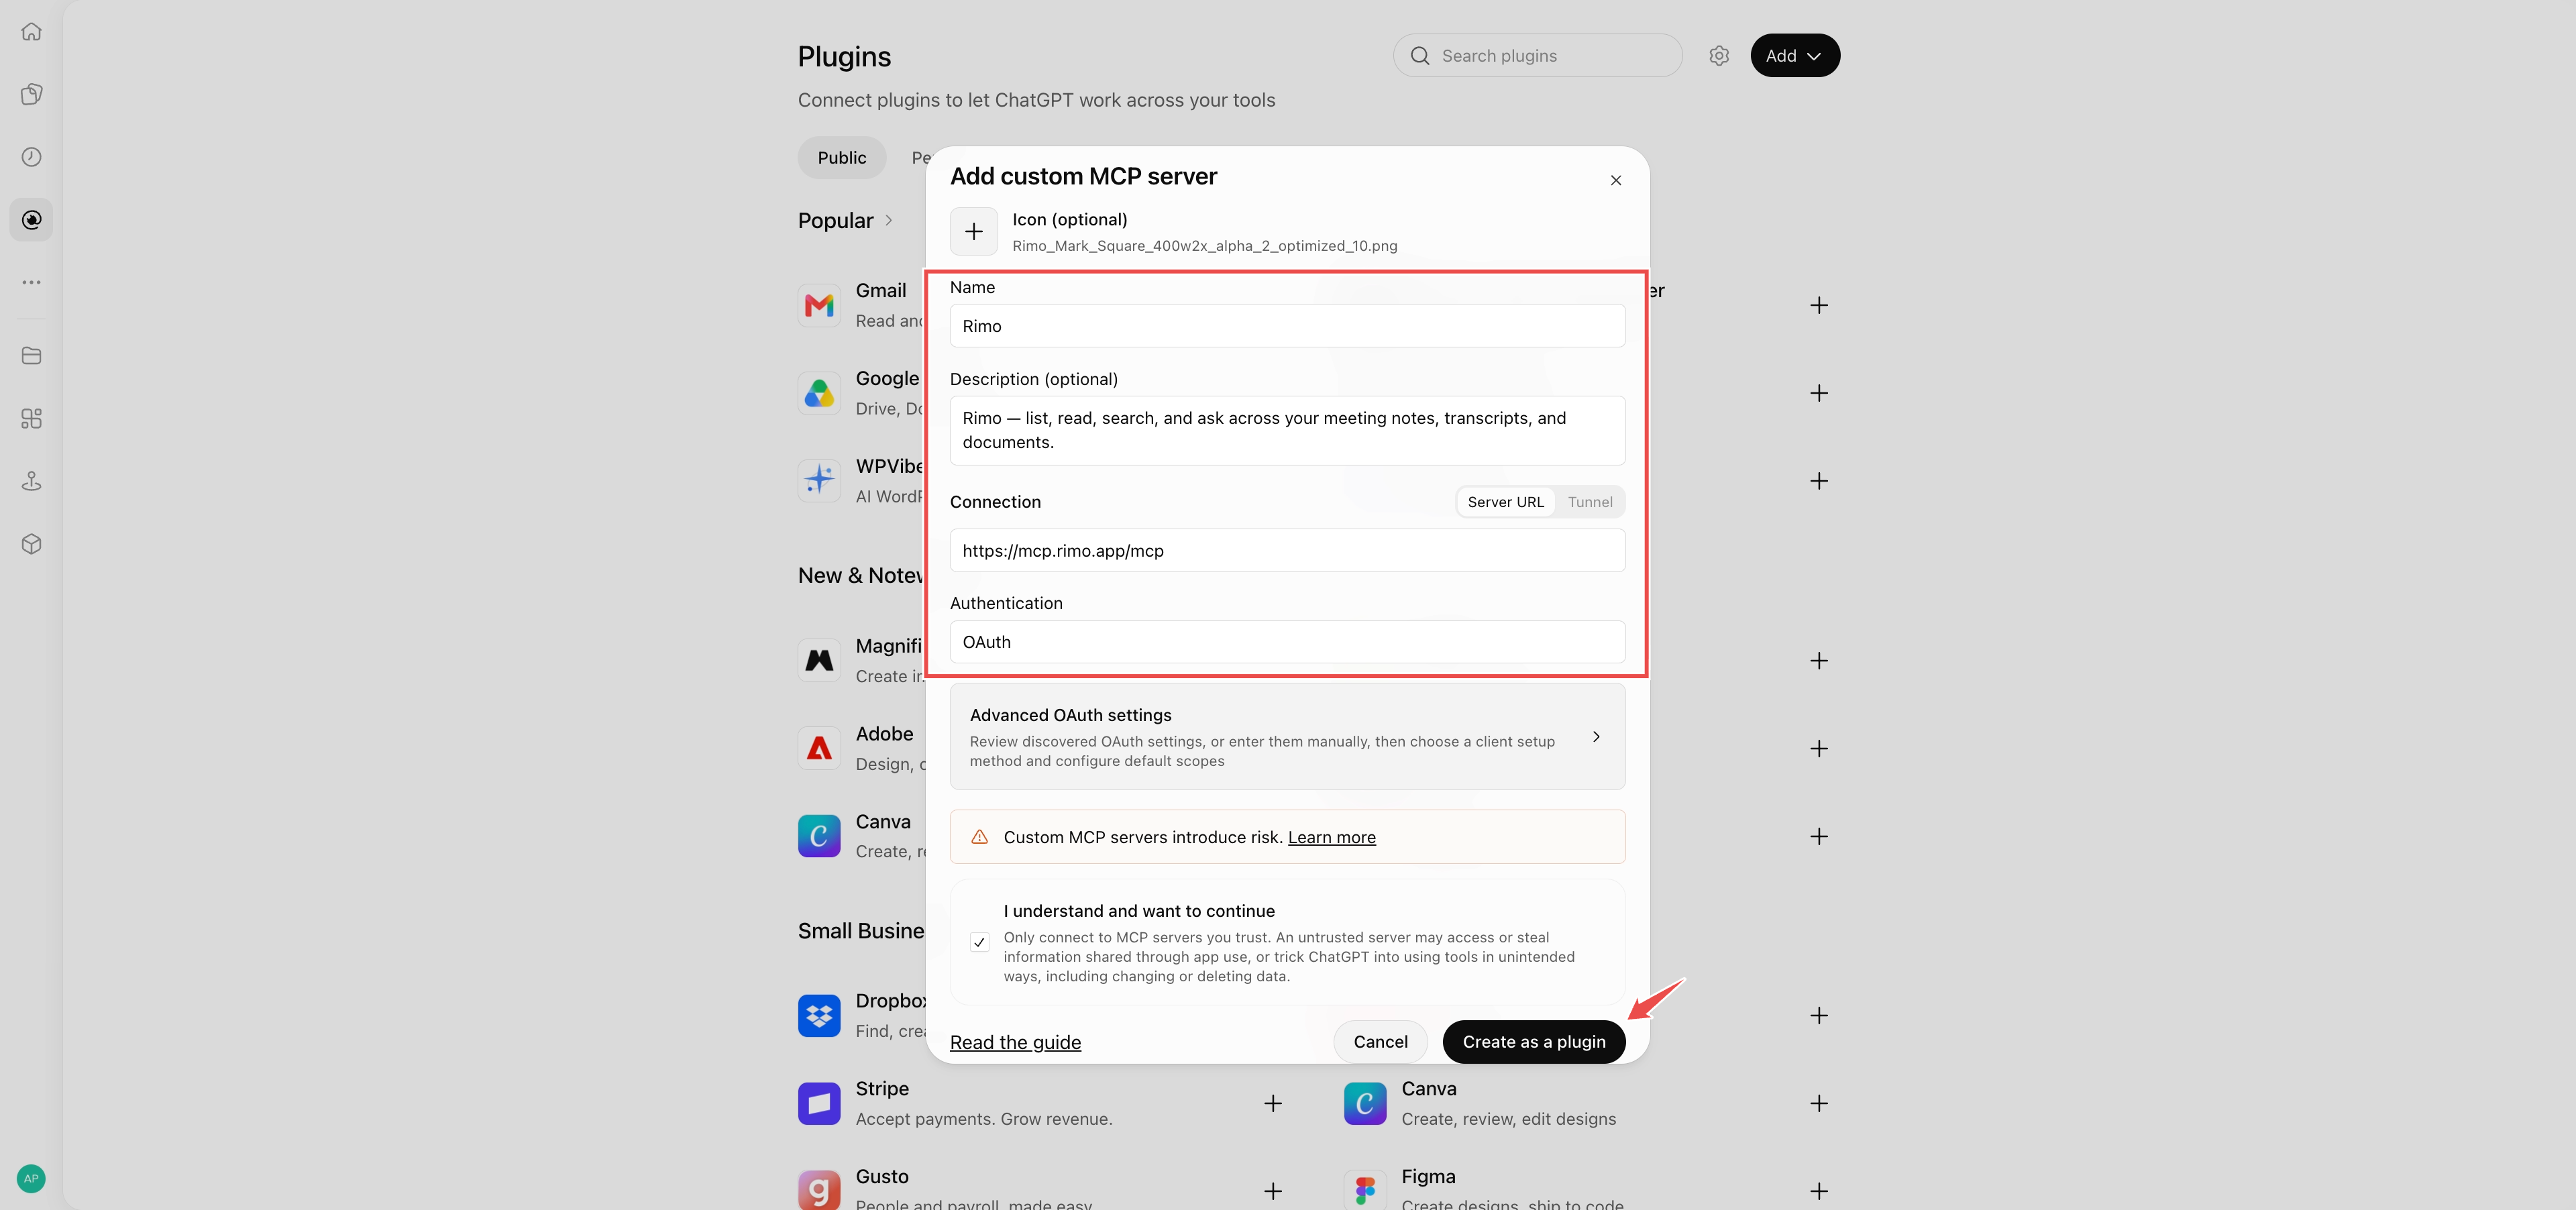 Plugins
Search plugins
Add
Connect plugins to let ChatGPT work across your tools
Public
Pe
Popular
Gmail
Read and
Google
Drive, Do
WPVibe
AI WordP
er
New & Notew
Magnifi
Create in
Adobe
Design, c
Canva
Create, re
Small Busine
Dropbox
Find, crea
Add custom MCP server
Icon (optional)
Rimo_Mark_Square_400w2x_alpha_2_optimized_10.png
Name
Rimo
Description (optional)
Rimo — list, read, search, and ask across your meeting notes, transcripts, and
documents.
Connection
Server URL
Tunnel
https://mcp.rimo.app/mcp
Authentication
OAuth
Advanced OAuth settings
Review discovered OAuth settings, or enter them manually, then choose a client setup
method and configure default scopes
Custom MCP servers introduce risk. Learn more
I understand and want to continue
Only connect to MCP servers you trust. An untrusted server may access or steal
information shared through app use, or trick ChatGPT into using tools in unintended
ways, including changing or deleting data.
Read the guide
Cancel
Create as a plugin
Stripe
Accept payments. Grow revenue.
Canva
Create, review, edit designs
Gusto
People and payroll, made easy
Figma
Create designs, ship to code
AP